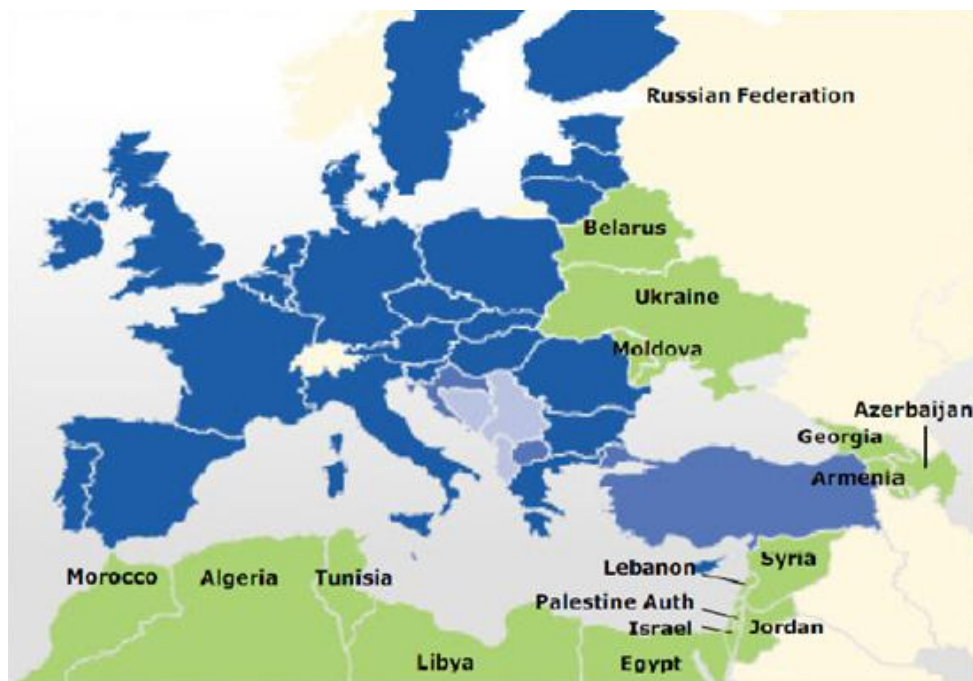 Russian Federation
Belarus
Ukraine
Moldova
Azerbaijan
Georgia
Armenia
Morocco
Algeria
Tunisia
Lebanon
Syria
Palestine Auth
Israel
Jordan
Libya
Egypt